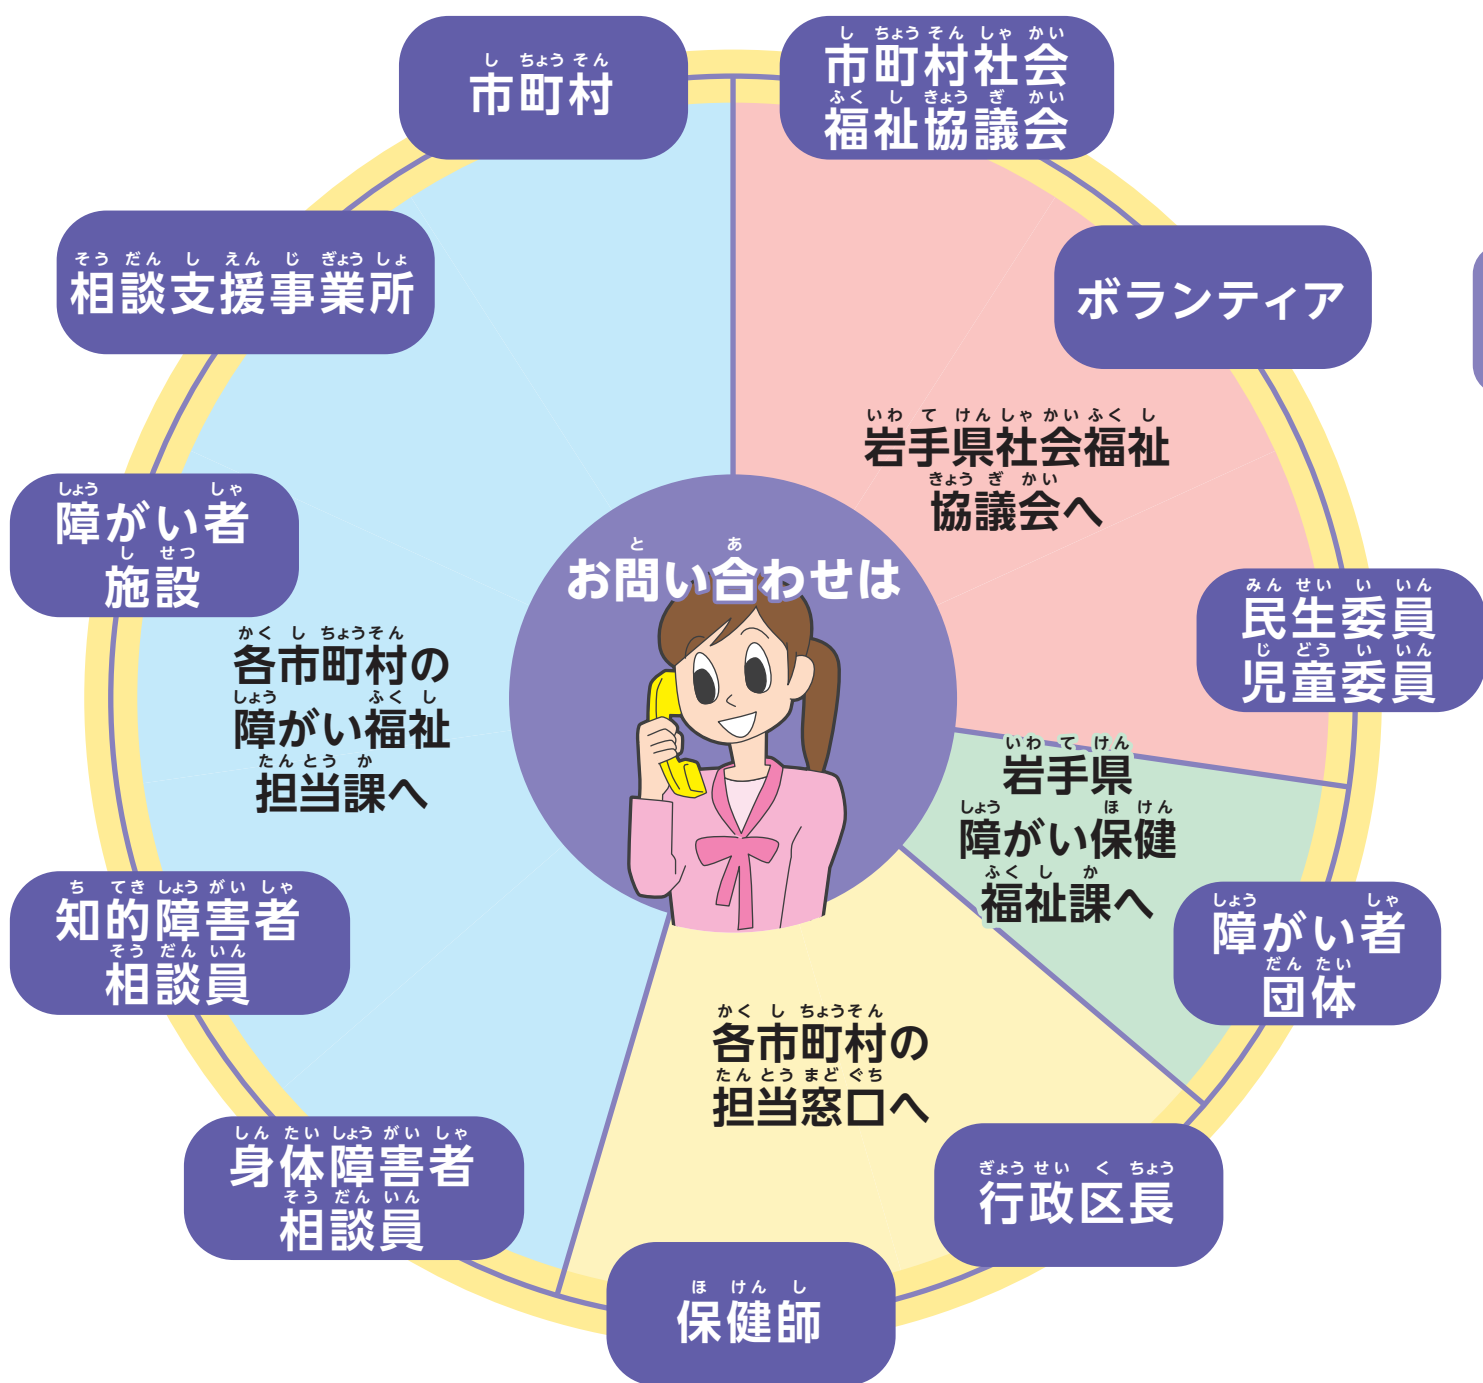 お問い合わせは
市町村社会
福祉協議会
ボランティア
民生委員
児童委員
岩手県社会福祉
協議会へ
障がい者
団体
岩手県
障がい保健
福祉課へ
行政区長
保健師
各市町村の
担当窓口へ
市町村
相談支援事業所
障がい者
施設
知的障害者
相談員
身体障害者
相談員
各市町村の
障がい福祉
担当課へ